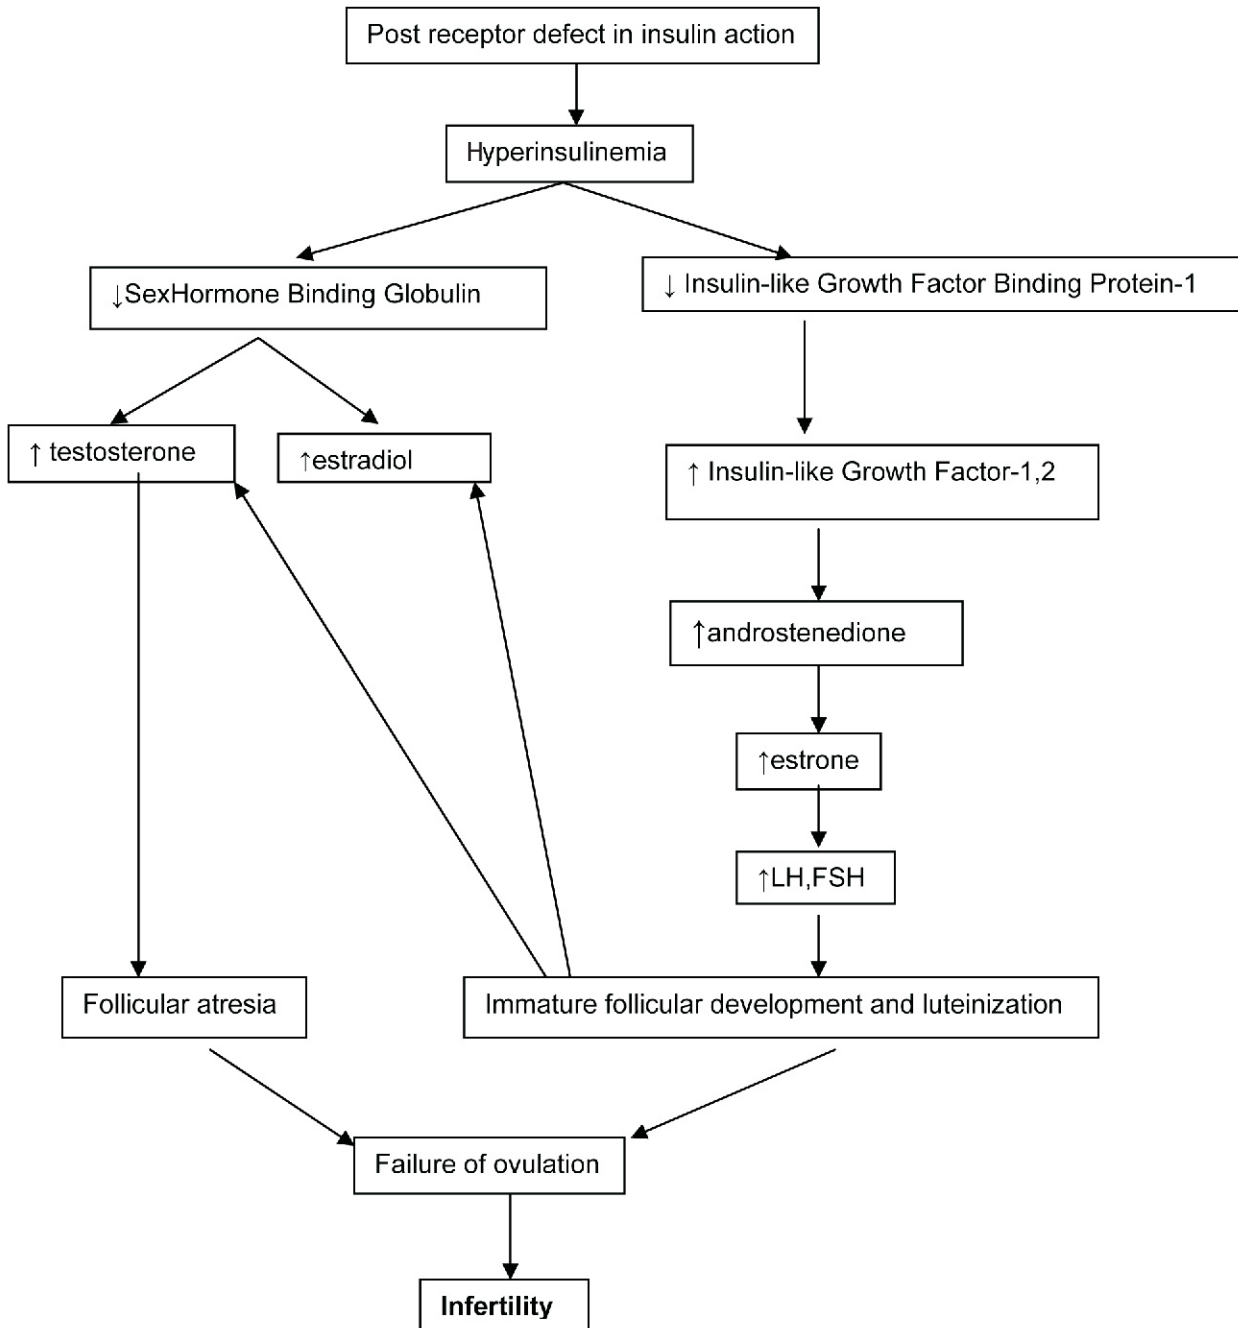 Post receptor defect in insulin action
Hyperinsulinemia
↓SexHormone Binding Globulin
↓ Insulin-like Growth Factor Binding Protein-1
↑ testosterone
↑estradiol
↑ Insulin-like Growth Factor-1,2
↑androstenedione
↑estrone
↑LH,FSH
Follicular atresia
Immature follicular development and luteinization
Failure of ovulation
Infertility